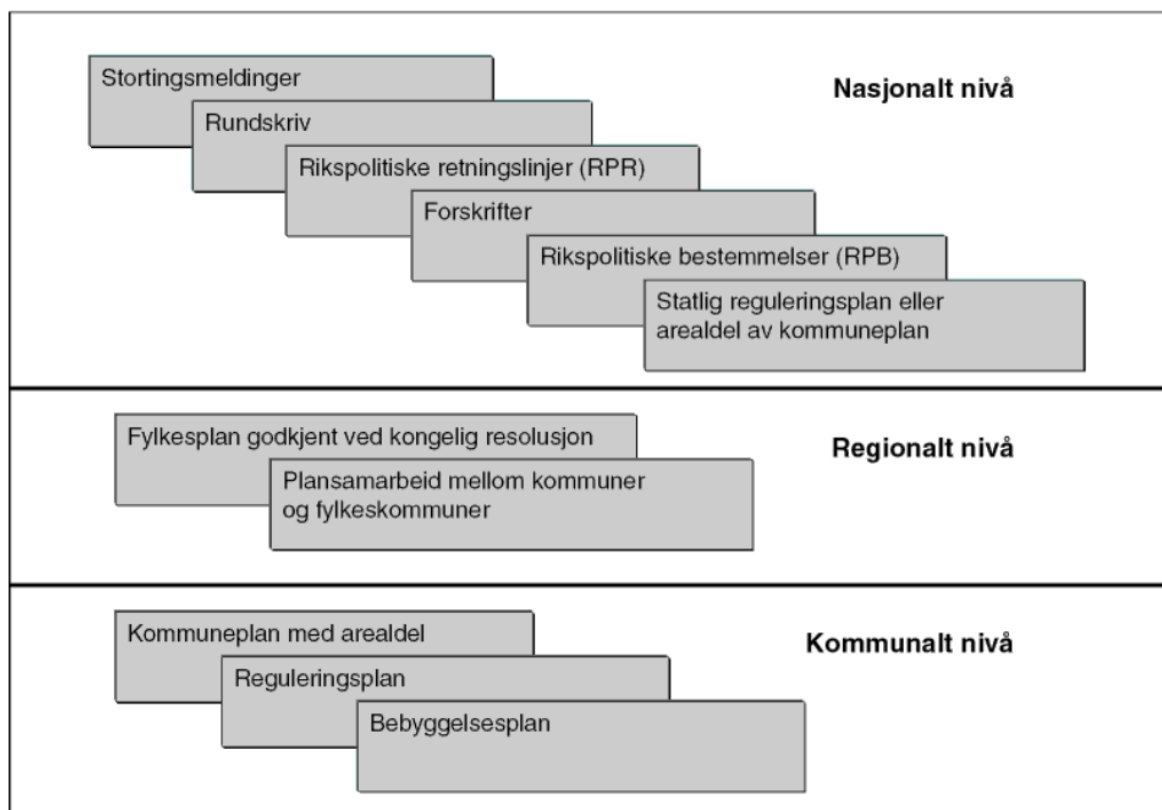 Stortingsmeldinger
Nasjonalt nivå
Rundskriv
Rikspolitiske retningslinjer (RPR)
Forskrifter
Rikspolitiske bestemmelser (RPB)
Statlig reguleringsplan eller
arealdel av kommuneplan
Fylkesplan godkjent ved kongelig resolusjon
Regionalt nivå
Plansamarbeid mellom kommuner
og fylkeskommuner
Kommuneplan med arealdel
Kommunalt nivå
Reguleringsplan
Bebyggelsesplan